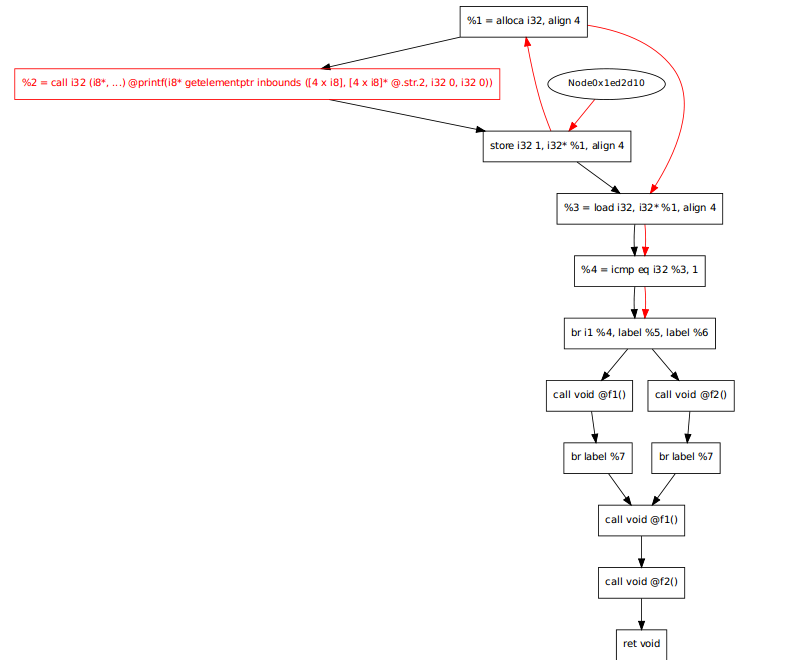 %1 = alloca i32, align 4
%2 = call i32 (i8*, ...) @printf(i8* getelementptr inbounds ([4 x i8], [4 x i8]* @.str.2, i32 0, i32 0))
Node0x1ed2d10
store i32 1, i32* %1, align 4
%3 = load i32, i32* %1, align 4
%4 = icmp eq i32 %3, 1
br i1 %4, label %5, label %6
call void @f1()
call void @f2()
br label %7
br label %7
call void @f1()
call void @f2()
ret void